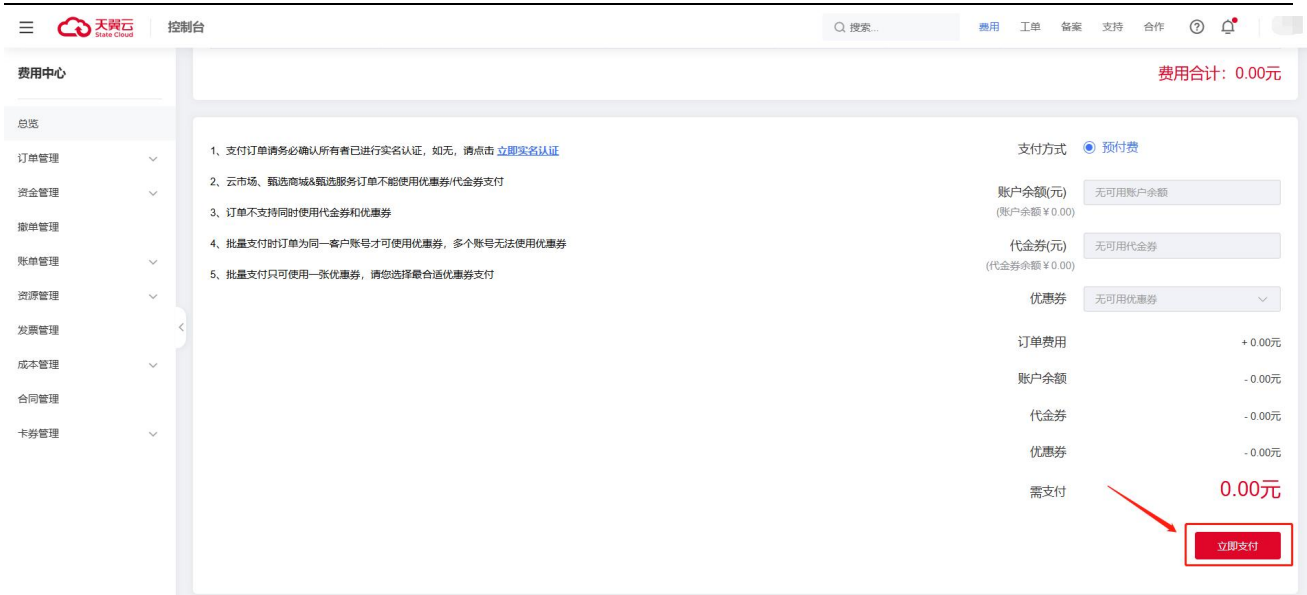 天翼云
State Cloud
控制台
搜索...
费用
工单
备案
支持
合作
费用中心
总览
订单管理
资金管理
撤单管理
账单管理
资源管理
发票管理
成本管理
合同管理
卡券管理
费用合计：0.00元
1、支付订单请务必确认所有者已进行实名认证，如无，请点击 立即实名认证
2、云市场、甄选商城&甄选服务订单不能使用优惠券/代金券支付
3、订单不支持同时使用代金券和优惠券
4、批量支付时订单为同一客户账号才可使用优惠券，多个账号无法使用优惠券
5、批量支付只可使用一张优惠券，请您选择最合适优惠券支付
支付方式 预付费
账户余额(元) 无可用账户余额
(账户余额¥0.00)
代金券(元) 无可用代金券
(代金券余额¥0.00)
优惠券 无可用优惠券
订单费用 + 0.00元
账户余额 - 0.00元
代金券 - 0.00元
优惠券 - 0.00元
需支付 0.00元
立即支付